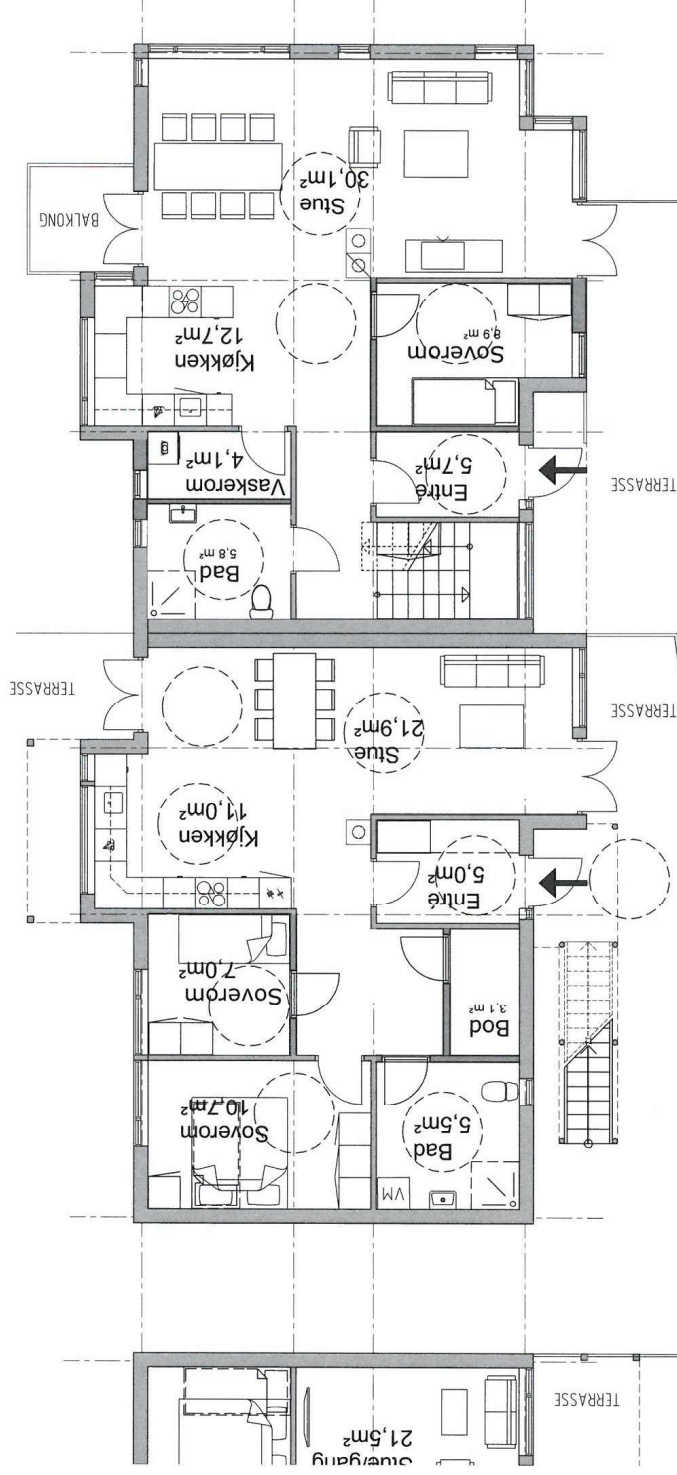 Stue/gang
21,5m²
TERRASSE
VM
Bad
5,5m²
Soverom
10,7m²
Bod
3,1 m²
Soverom
7,0m²
Entré
5,0m²
Kjøkken
11,0m²
Stue
21,9m²
TERRASSE
TERRASSE
Bad
5,8 m²
Entré
5,7m²
Vaskerom
4,1m²
TERRASSE
Soverom
8,9 m²
Kjøkken
12,7m²
BALKONG
Stue
30,1m²